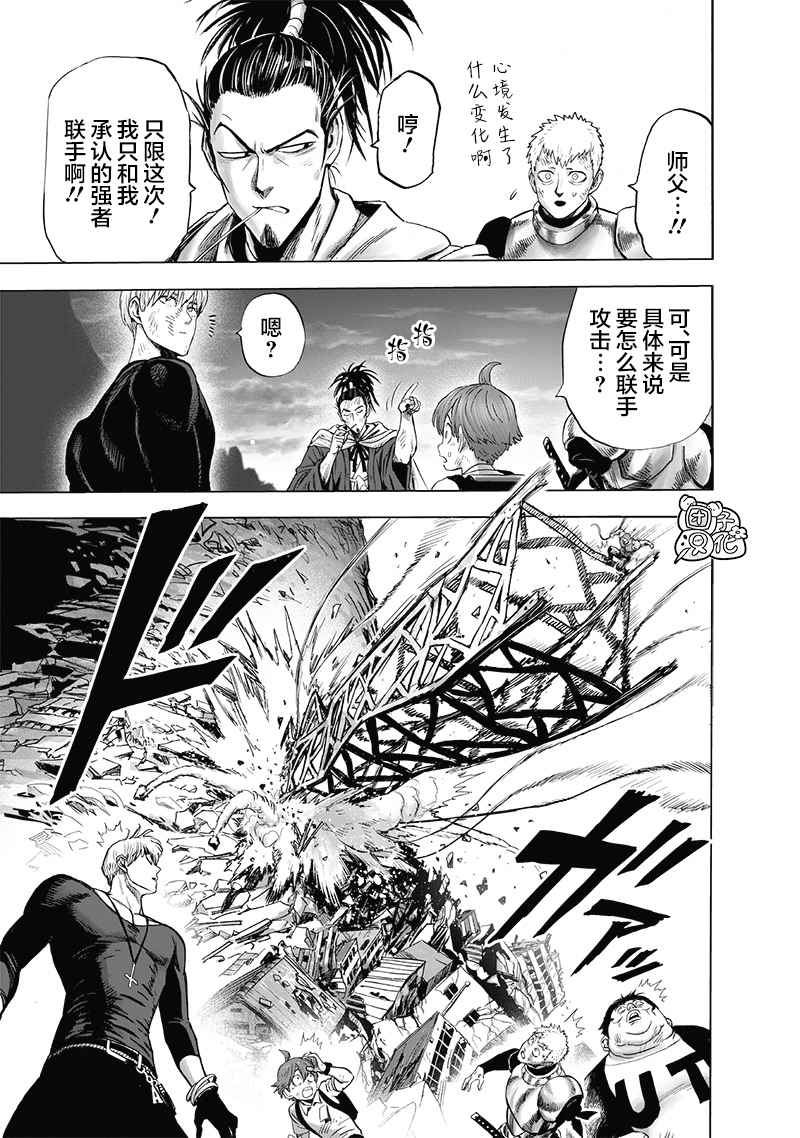 师父…!!
心境发生了
什么变化啊
哼!
只限这次!
我只和我
承认的强者
联手啊!!
可、可是
具体来说
要怎么联手
攻击…?
指
指
嗯?
团子
汉化
ドド
ガァッ
UT